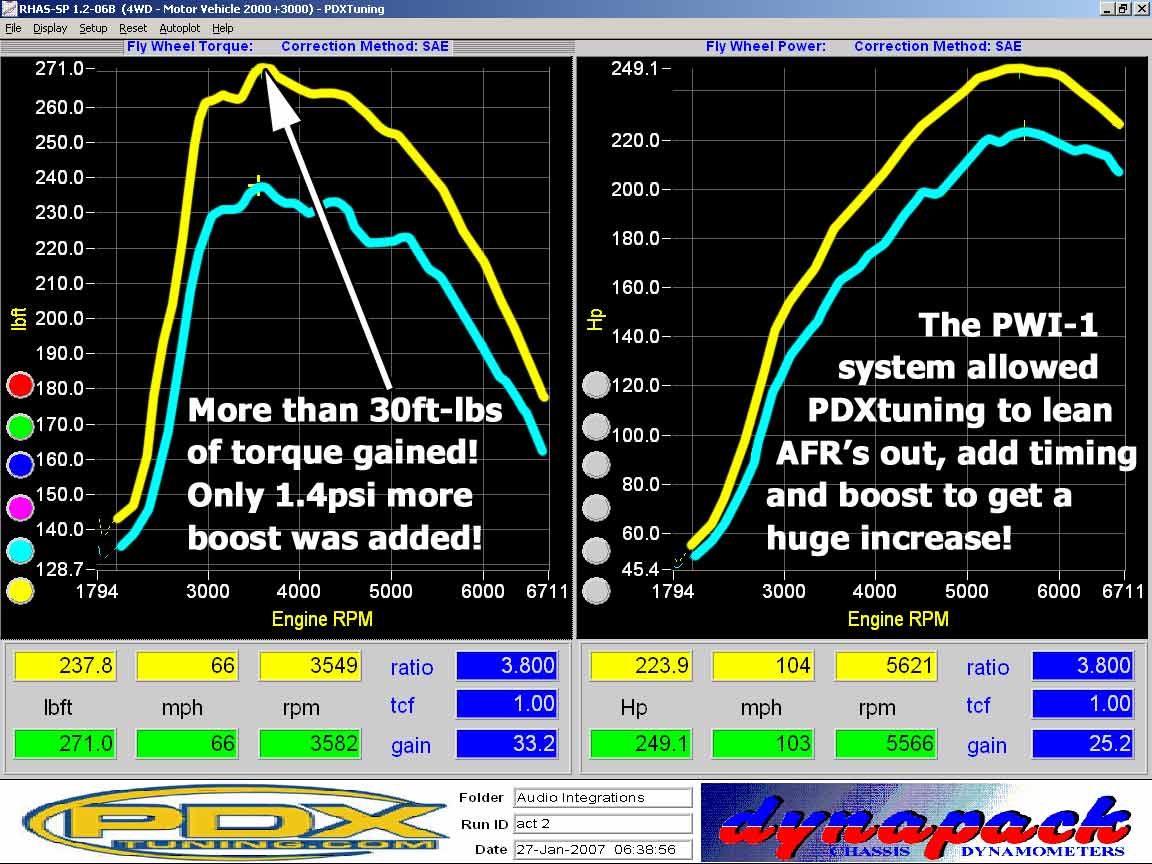 RHAS-SP 1.2-06B (4WD - Motor Vehicle 2000+3000) - PDXTuning
File Display Setup Reset Autoplot Help
Fly Wheel Torque: Correction Method: SAE
271.0
260.0
250.0
240.0
230.0
220.0
210.0
200.0
190.0
180.0
170.0
160.0
150.0
140.0
128.7
lbft
1794 3000 4000 5000 6000 6711
Engine RPM
More than 30ft-lbs
of torque gained!
Only 1.4psi more
boost was added!
Fly Wheel Power: Correction Method: SAE
249.1
220.0
200.0
180.0
160.0
140.0
120.0
100.0
80.0
60.0
45.4
Hp
1794 3000 4000 5000 6000 6711
Engine RPM
The PWI-1
system allowed
PDXtuning to lean
AFR's out, add timing
and boost to get a
huge increase!
237.8 66 3549 ratio 3.800
lbft mph rpm tcf 1.00
271.0 66 3582 gain 33.2
223.9 104 5621 ratio 3.800
Hp mph rpm tcf 1.00
249.1 103 5566 gain 25.2
PDX
TUNING.COM
Folder Audio Integrations
Run ID act 2
Date 27-Jan-2007 06:38:56
dynapack
CHASSIS DYNAMOMETERS